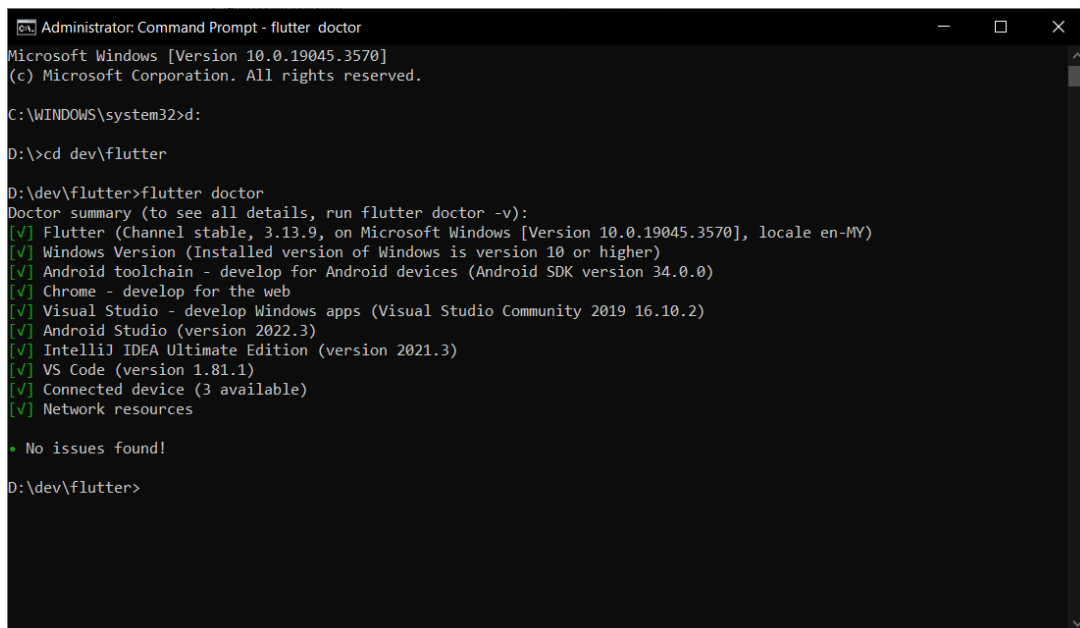 Administrator: Command Prompt - flutter  doctor
Microsoft Windows [Version 10.0.19045.3570]
(c) Microsoft Corporation. All rights reserved.
C:\WINDOWS\system32>d:
D:\>cd dev\flutter
D:\dev\flutter>flutter doctor
Doctor summary (to see all details, run flutter doctor -v):
[√] Flutter (Channel stable, 3.13.9, on Microsoft Windows [Version 10.0.19045.3570], locale en-MY)
[√] Windows Version (Installed version of Windows is version 10 or higher)
[√] Android toolchain - develop for Android devices (Android SDK version 34.0.0)
[√] Chrome - develop for the web
[√] Visual Studio - develop Windows apps (Visual Studio Community 2019 16.10.2)
[√] Android Studio (version 2022.3)
[√] IntelliJ IDEA Ultimate Edition (version 2021.3)
[√] VS Code (version 1.81.1)
[√] Connected device (3 available)
[√] Network resources
• No issues found!
D:\dev\flutter>